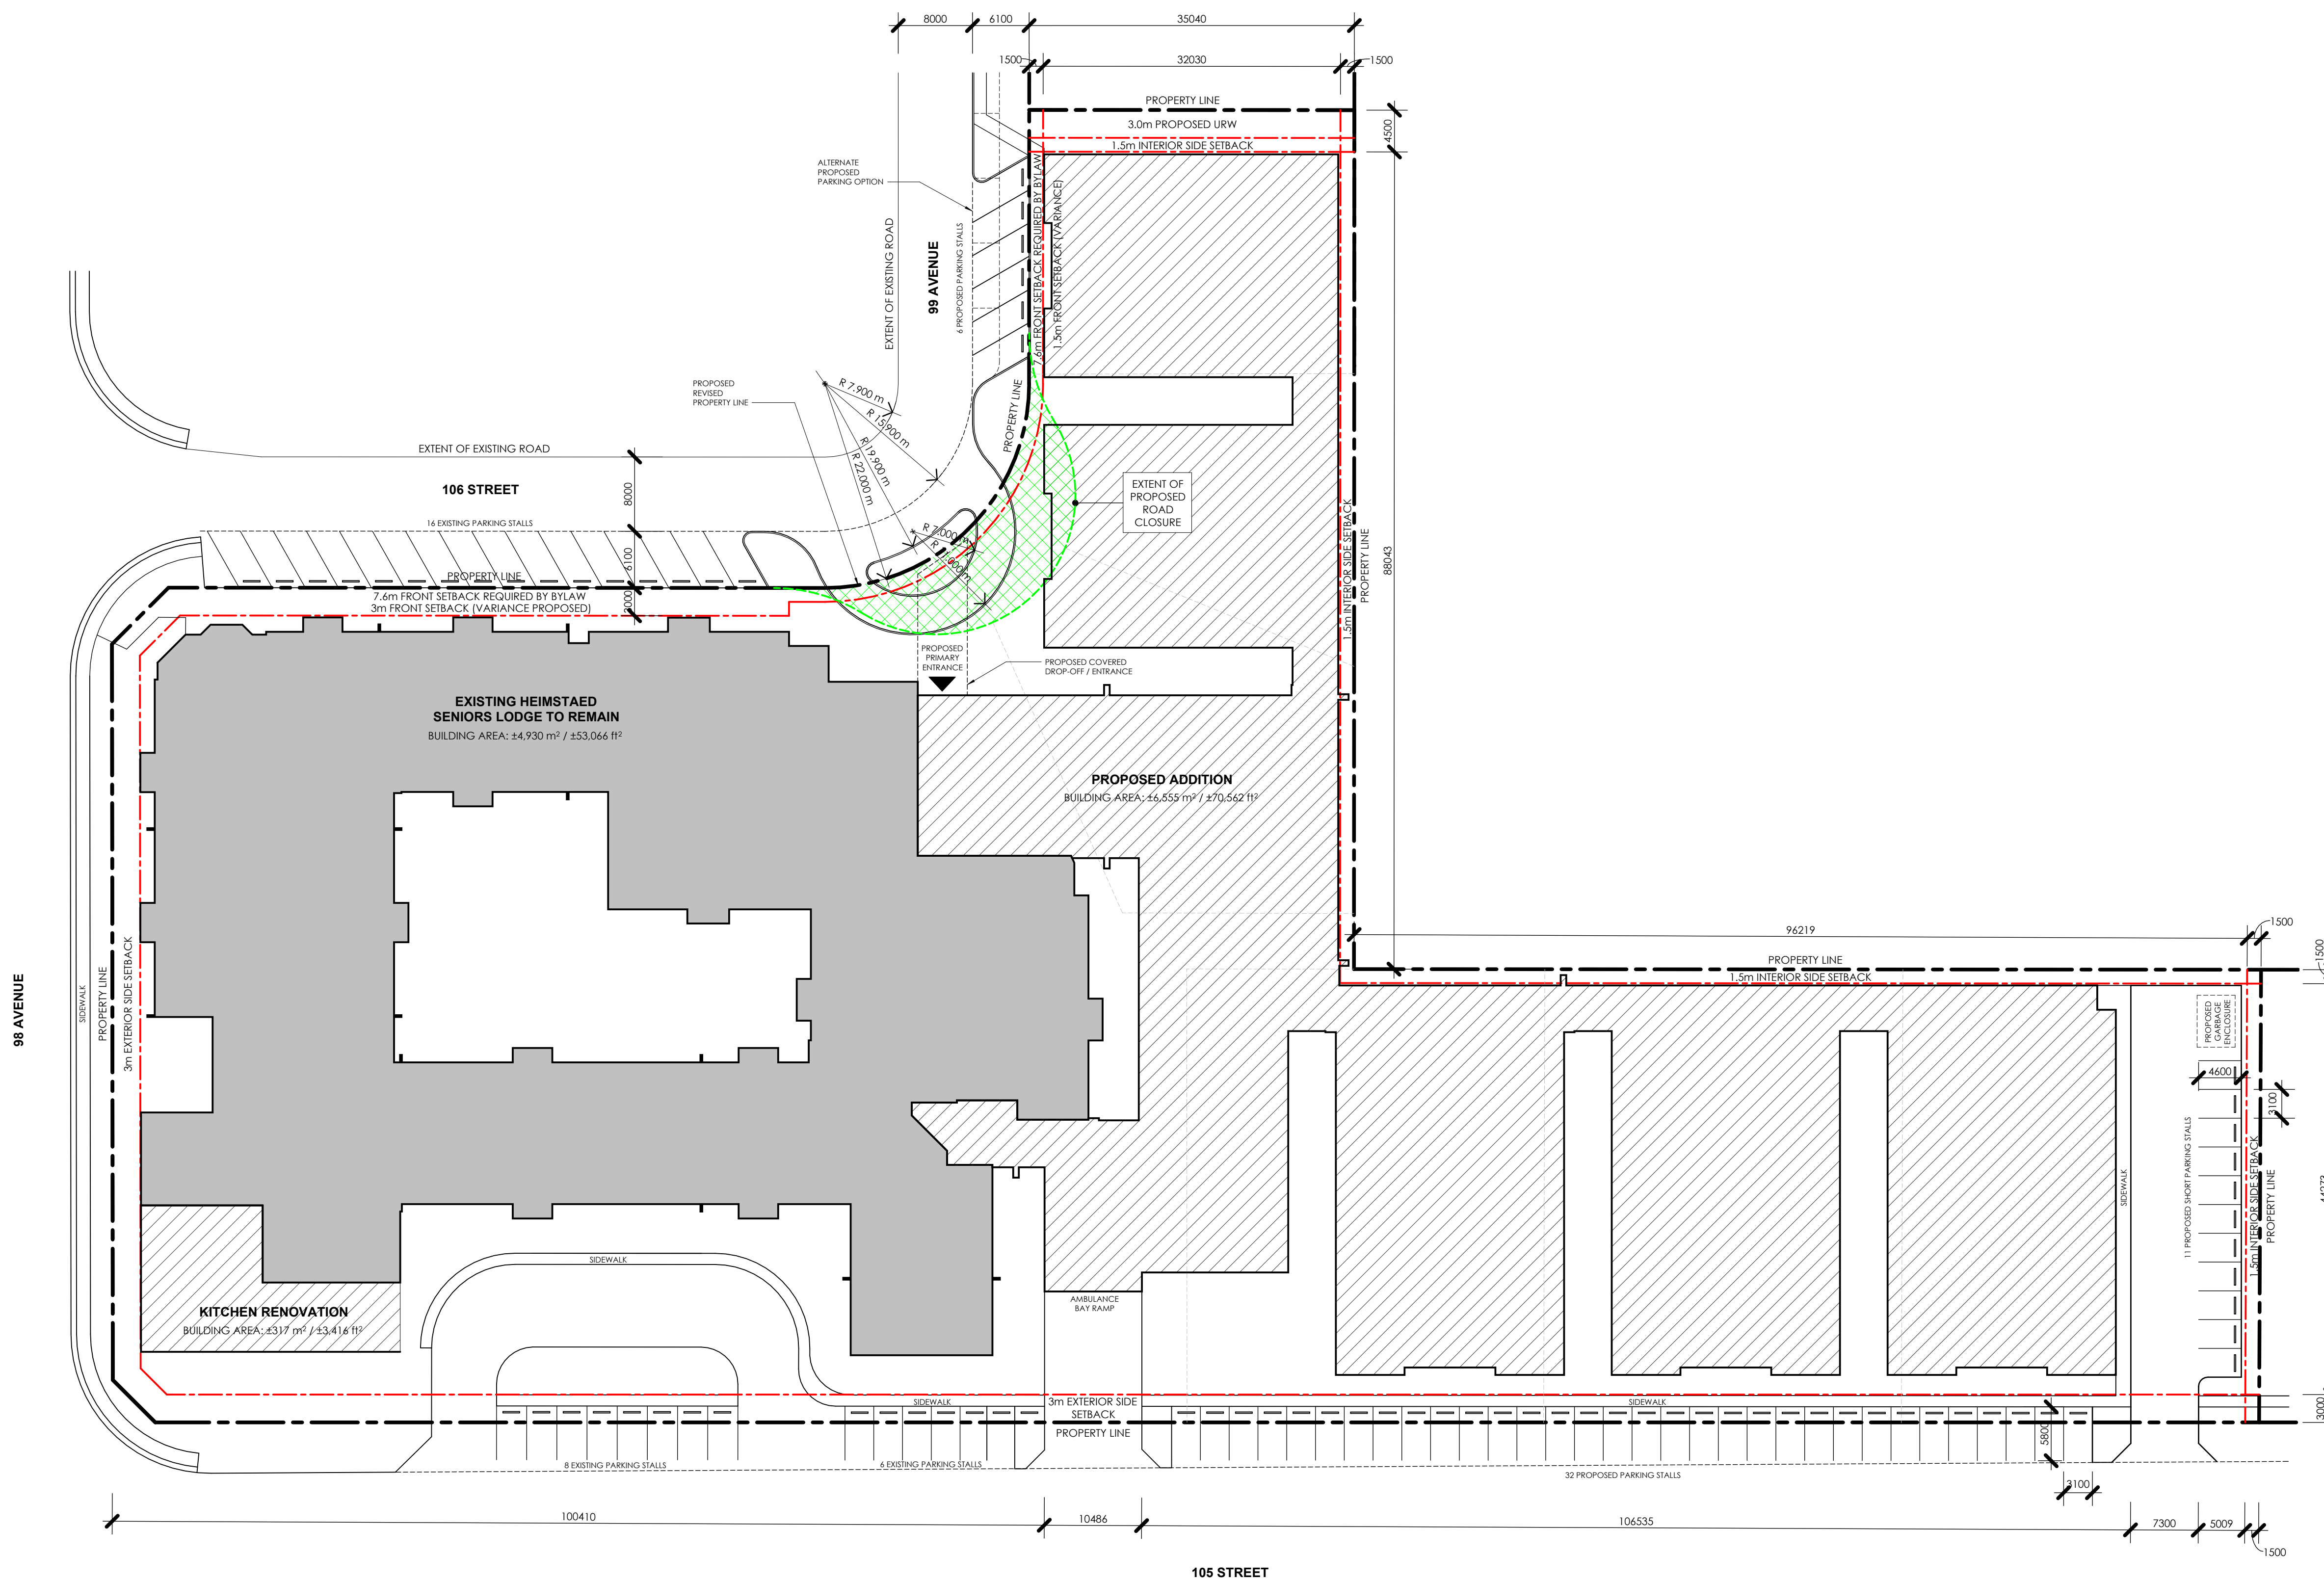 8000
6100
35040
1500
32030
1500
PROPERTY LINE
3.0m PROPOSED URW
1.5m INTERIOR SIDE SETBACK
4500
ALTERNATE
PROPOSED
PARKING OPTION
EXTENT OF EXISTING ROAD
99 AVENUE
6 PROPOSED PARKING STALLS
7.6m FRONT SETBACK REQUIRED BY BYLAW
1.5m FRONT SETBACK (VARIANCE)
PROPOSED
REVISED
PROPERTY LINE
R 7.900 m
R 15.900 m
R 19.900 m
R 22.000 m
PROPERTY LINE
EXTENT OF EXISTING ROAD
106 STREET
8000
16 EXISTING PARKING STALLS
6100
PROPERTY LINE
7.6m FRONT SETBACK REQUIRED BY BYLAW
3m FRONT SETBACK (VARIANCE PROPOSED)
3000
R 7.000 m
EXTENT OF
PROPOSED
ROAD
CLOSURE
1.5m INTERIOR SIDE SETBACK
PROPERTY LINE
88043
PROPOSED
PRIMARY
ENTRANCE
PROPOSED COVERED
DROP-OFF / ENTRANCE
EXISTING HEIMSTAED
SENIORS LODGE TO REMAIN
BUILDING AREA: ±4,930 m² / ±53,066 ft²
PROPOSED ADDITION
BUILDING AREA: ±6,555 m² / ±70,562 ft²
98 AVENUE
SIDEWALK
PROPERTY LINE
3m EXTERIOR SIDE SETBACK
96219
1500
1500
PROPERTY LINE
1.5m INTERIOR SIDE SETBACK
PROPOSED
GARBAGE
ENCLOSURE
4600
3100
11 PROPOSED SHORT PARKING STALLS
SIDEWALK
1.5m INTERIOR SIDE SETBACK
PROPERTY LINE
44273
KITCHEN RENOVATION
BUILDING AREA: ±317 m² / ±3,416 ft²
SIDEWALK
AMBULANCE
BAY RAMP
SIDEWALK
3m EXTERIOR SIDE
SETBACK
PROPERTY LINE
SIDEWALK
3000
5800
8 EXISTING PARKING STALLS
6 EXISTING PARKING STALLS
32 PROPOSED PARKING STALLS
3100
100410
10486
106535
7300
5009
1500
105 STREET